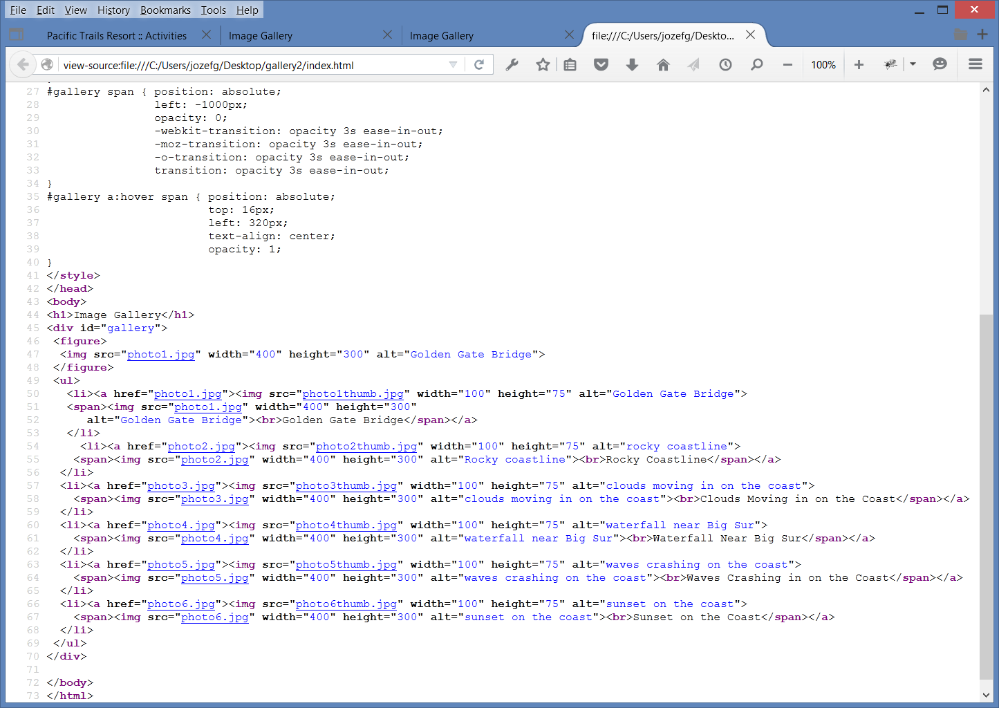 File Edit View History Bookmarks Tools Help
Pacific Trails Resort :: Activities Image Gallery Image Gallery file:///C:/Users/jozefg/Deskto...
view-source:file:///C:/Users/jozefg/Desktop/gallery2/index.html 100%
27 #gallery span { position: absolute;
28 left: -1000px;
29 opacity: 0;
30 -webkit-transition: opacity 3s ease-in-out;
31 -moz-transition: opacity 3s ease-in-out;
32 -o-transition: opacity 3s ease-in-out;
33 transition: opacity 3s ease-in-out;
34 }
35 #gallery a:hover span { position: absolute;
36 top: 16px;
37 left: 320px;
38 text-align: center;
39 opacity: 1;
40 }
41 </style>
42 </head>
43 <body>
44 <h1>Image Gallery</h1>
45 <div id="gallery">
46 <figure>
47 <img src="photo1.jpg" width="400" height="300" alt="Golden Gate Bridge">
48 </figure>
49 <ul>
50 <li><a href="photo1.jpg"><img src="photo1thumb.jpg" width="100" height="75" alt="Golden Gate Bridge">
51 <span><img src="photo1.jpg" width="400" height="300"
52 alt="Golden Gate Bridge"><br>Golden Gate Bridge</span></a>
53 </li>
54 <li><a href="photo2.jpg"><img src="photo2thumb.jpg" width="100" height="75" alt="rocky coastline">
55 <span><img src="photo2.jpg" width="400" height="300" alt="Rocky coastline"><br>Rocky Coastline</span></a>
56 </li>
57 <li><a href="photo3.jpg"><img src="photo3thumb.jpg" width="100" height="75" alt="clouds moving in on the coast">
58 <span><img src="photo3.jpg" width="400" height="300" alt="clouds moving in on the coast"><br>Clouds Moving in on the Coast</span></a>
59 </li>
60 <li><a href="photo4.jpg"><img src="photo4thumb.jpg" width="100" height="75" alt="waterfall near Big Sur">
61 <span><img src="photo4.jpg" width="400" height="300" alt="waterfall near Big Sur"><br>Waterfall Near Big Sur</span></a>
62 </li>
63 <li><a href="photo5.jpg"><img src="photo5thumb.jpg" width="100" height="75" alt="waves crashing on the coast">
64 <span><img src="photo5.jpg" width="400" height="300" alt="waves crashing on the coast"><br>Waves Crashing in on the Coast</span></a>
65 </li>
66 <li><a href="photo6.jpg"><img src="photo6thumb.jpg" width="100" height="75" alt="sunset on the coast">
67 <span><img src="photo6.jpg" width="400" height="300" alt="sunset on the coast"><br>Sunset on the Coast</span></a>
68 </li>
69 </ul>
70 </div>
71
72 </body>
73 </html>